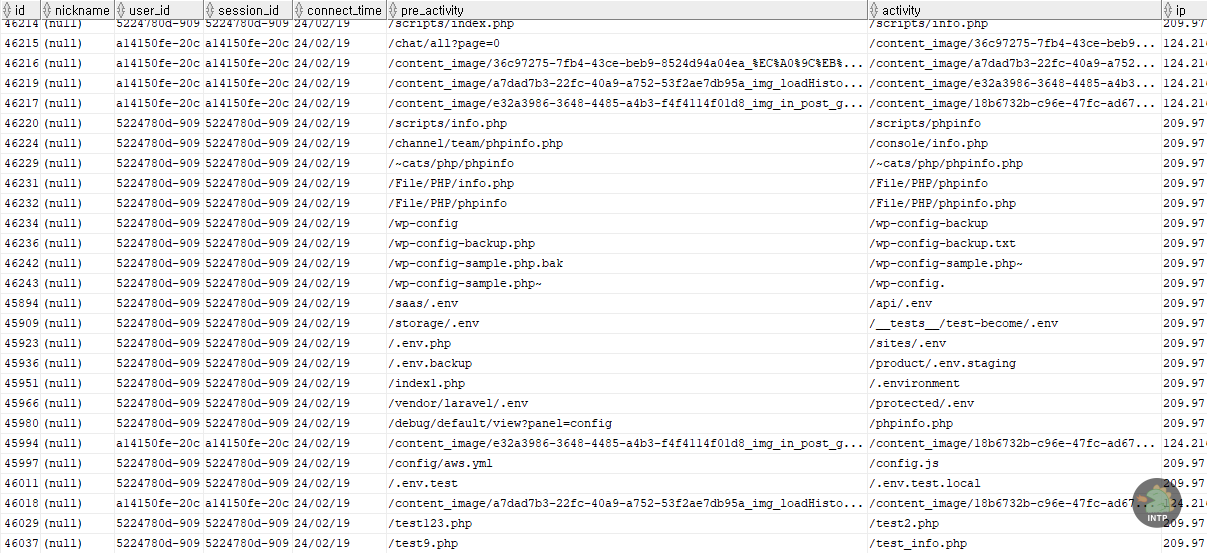 id nickname user_id session_id connect_time pre_activity activity ip
46214 (null) 5224780d-909 5224780d-909 24/02/19 /scripts/index.php /scripts/info.php 209.97
46215 (null) a14150fe-20c a14150fe-20c 24/02/19 /chat/all?page=0 /content_image/36c97275-7fb4-43ce-beb9... 124.216
46216 (null) a14150fe-20c a14150fe-20c 24/02/19 /content_image/36c97275-7fb4-43ce-beb9-8524d94a04ea_%EC%A0%9C%EB%... /content_image/a7dad7b3-22fc-40a9-a752... 124.216
46219 (null) a14150fe-20c a14150fe-20c 24/02/19 /content_image/a7dad7b3-22fc-40a9-a752-53f2ae7db95a_img_loadHisto... /content_image/e32a3986-3648-4485-a4b3... 124.216
46217 (null) a14150fe-20c a14150fe-20c 24/02/19 /content_image/e32a3986-3648-4485-a4b3-f4f4114f01d8_img_in_post_g... /content_image/18b6732b-c96e-47fc-ad67... 124.216
46220 (null) 5224780d-909 5224780d-909 24/02/19 /scripts/info.php /scripts/phpinfo 209.97
46224 (null) 5224780d-909 5224780d-909 24/02/19 /channel/team/phpinfo.php /console/info.php 209.97
46229 (null) 5224780d-909 5224780d-909 24/02/19 /~cats/php/phpinfo /~cats/php/phpinfo.php 209.97
46231 (null) 5224780d-909 5224780d-909 24/02/19 /File/PHP/info.php /File/PHP/phpinfo 209.97
46232 (null) 5224780d-909 5224780d-909 24/02/19 /File/PHP/phpinfo /File/PHP/phpinfo.php 209.97
46234 (null) 5224780d-909 5224780d-909 24/02/19 /wp-config /wp-config-backup 209.97
46236 (null) 5224780d-909 5224780d-909 24/02/19 /wp-config-backup.php /wp-config-backup.txt 209.97
46242 (null) 5224780d-909 5224780d-909 24/02/19 /wp-config-sample.php.bak /wp-config-sample.php~ 209.97
46243 (null) 5224780d-909 5224780d-909 24/02/19 /wp-config-sample.php~ /wp-config. 209.97
45894 (null) 5224780d-909 5224780d-909 24/02/19 /saas/.env /api/.env 209.97
45909 (null) 5224780d-909 5224780d-909 24/02/19 /storage/.env /__tests__/test-become/.env 209.97
45923 (null) 5224780d-909 5224780d-909 24/02/19 /.env.php /sites/.env 209.97
45936 (null) 5224780d-909 5224780d-909 24/02/19 /.env.backup /product/.env.staging 209.97
45951 (null) 5224780d-909 5224780d-909 24/02/19 /index1.php /.environment 209.97
45966 (null) 5224780d-909 5224780d-909 24/02/19 /vendor/laravel/.env /protected/.env 209.97
45980 (null) 5224780d-909 5224780d-909 24/02/19 /debug/default/view?panel=config /phpinfo.php 209.97
45994 (null) a14150fe-20c a14150fe-20c 24/02/19 /content_image/e32a3986-3648-4485-a4b3-f4f4114f01d8_img_in_post_g... /content_image/18b6732b-c96e-47fc-ad67... 124.216
45997 (null) 5224780d-909 5224780d-909 24/02/19 /config/aws.yml /config.js 209.97
46011 (null) 5224780d-909 5224780d-909 24/02/19 /.env.test /.env.test.local 209.97
46018 (null) a14150fe-20c a14150fe-20c 24/02/19 /content_image/a7dad7b3-22fc-40a9-a752-53f2ae7db95a_img_loadHisto... /content_image/18b6732b-c96e-47fc-ad67... 124.216
46029 (null) 5224780d-909 5224780d-909 24/02/19 /test123.php /test2.php 209.97
46037 (null) 5224780d-909 5224780d-909 24/02/19 /test9.php /test_info.php 209.97
INTP